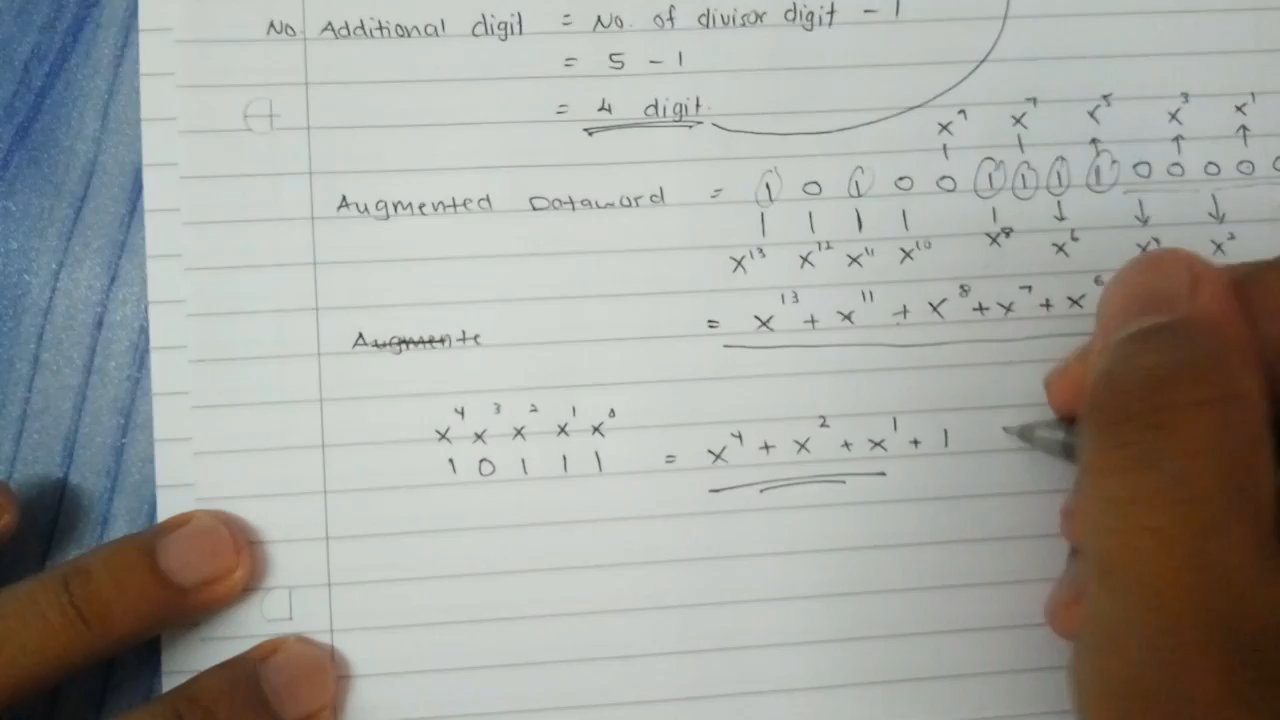 No. Additional digit = No. of divisor digit - 1
= 5 - 1
= 4 digit.
x⁹ x⁷ x⁵ x³ x¹
Augmented Dataword = 1 0 1 0 0 1 1 1 1 0 0 0 0 0
x¹³ x¹² x¹¹ x¹⁰ x⁸ x⁶ x² 
= x¹³ + x¹¹ + x⁸ + x⁷ + x⁶
Augmente
x⁴ x³ x² x¹ x⁰
1 0 1 1 1 = x⁴ + x² + x¹ + 1